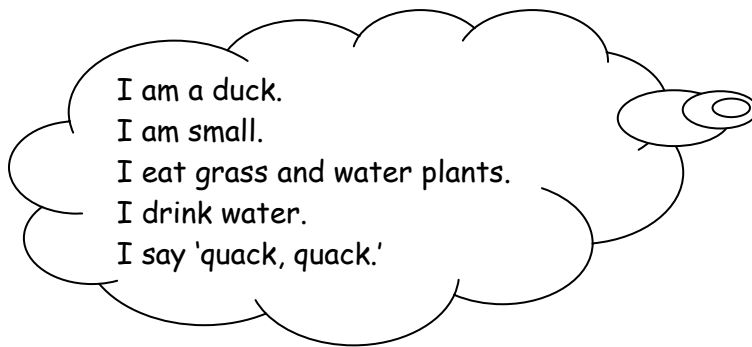 I am a duck.
I am small.
I eat grass and water plants.
I drink water.
I say ‘quack, quack.’